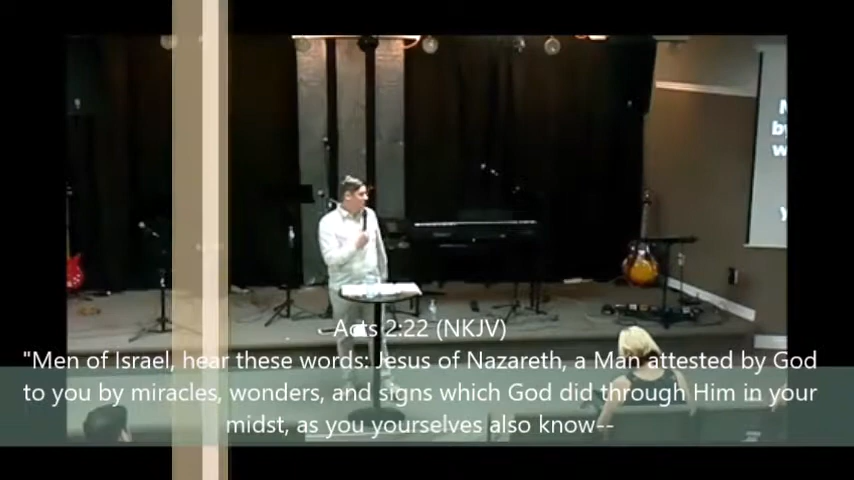 Acts 2:22 (NKJV)
"Men of Israel, hear these words: Jesus of Nazareth, a Man attested by God
to you by miracles, wonders, and signs which God did through Him in your
midst, as you yourselves also know--